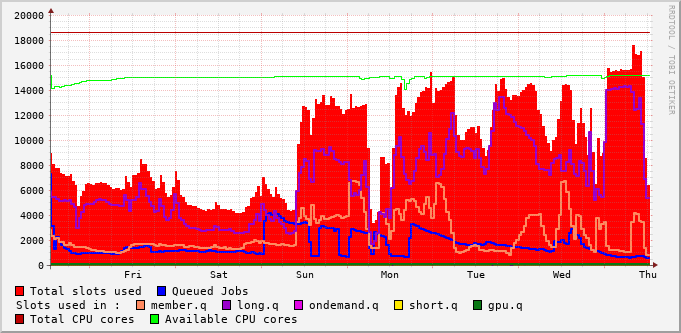 20000
18000
16000
14000
12000
10000
8000
6000
4000
2000
0
Fri Sat Sun Mon Tue Wed Thu
RRDTOOL / TOBI OETIKER
Total slots used Queued Jobs
Slots used in : member.q long.q ondemand.q short.q gpu.q
Total CPU cores Available CPU cores